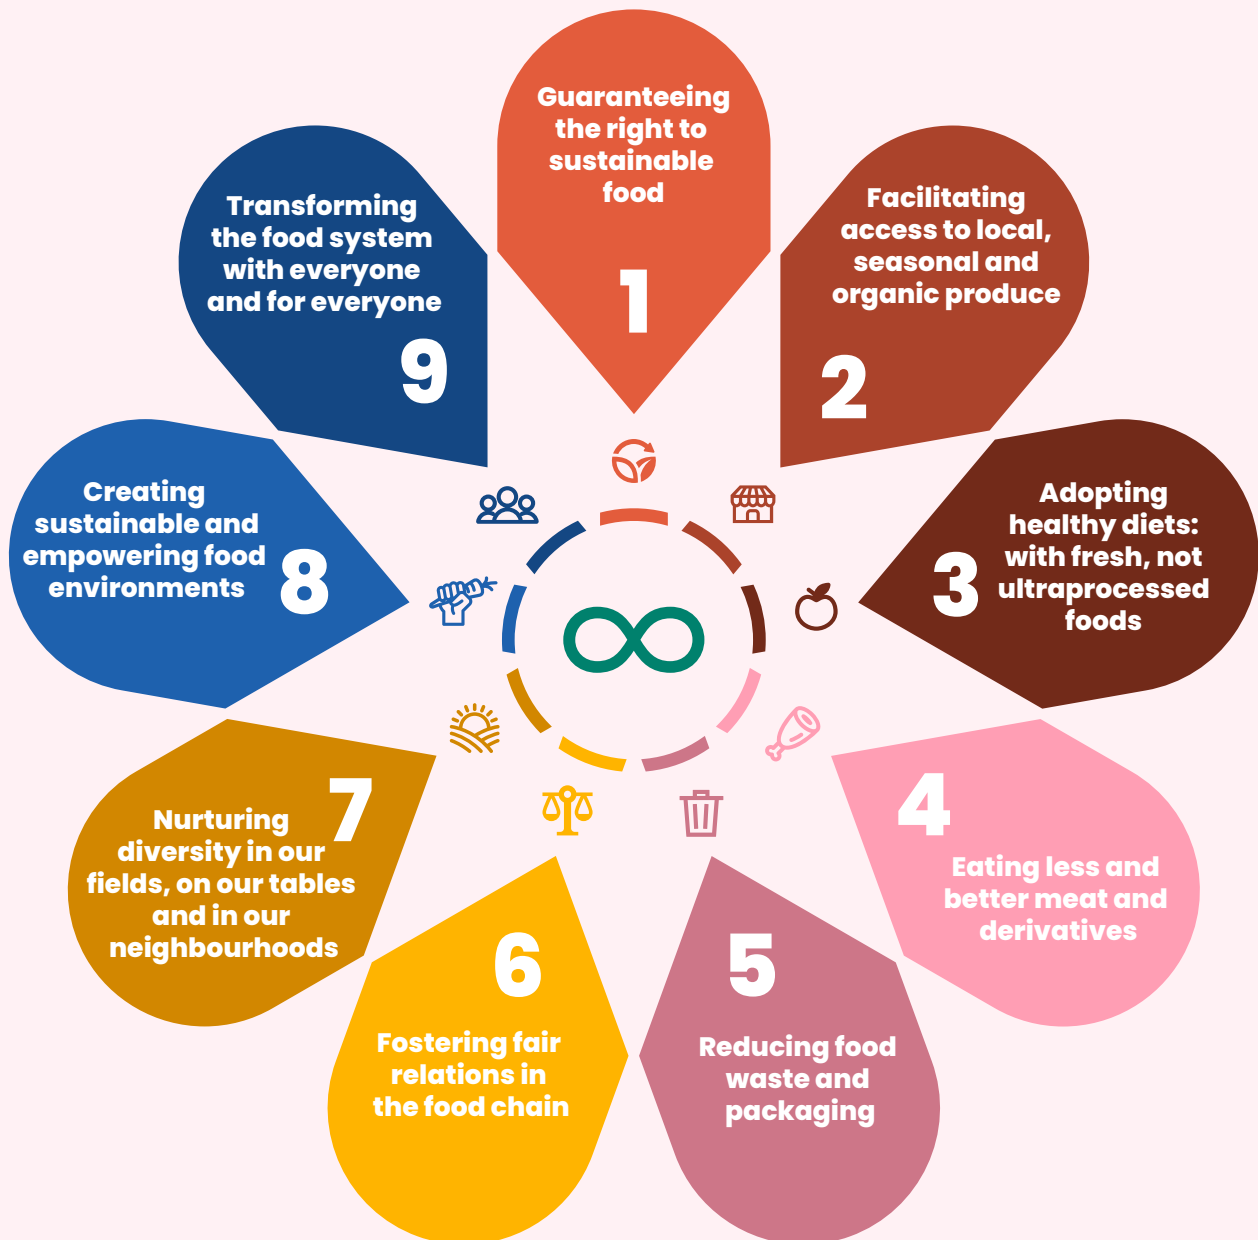 Guaranteeing
the right to
sustainable
food
1
Facilitating
access to local,
seasonal and
organic produce
2
Adopting
healthy diets:
with fresh, not
ultraprocessed
foods
3
4
Eating less and
better meat and
derivatives
5
Reducing food
waste and
packaging
6
Fostering fair
relations in
the food chain
7
Nurturing
diversity in our
fields, on our tables
and in our
neighbourhoods
Creating
sustainable and
empowering food
environments
8
Transforming
the food system
with everyone
and for everyone
9